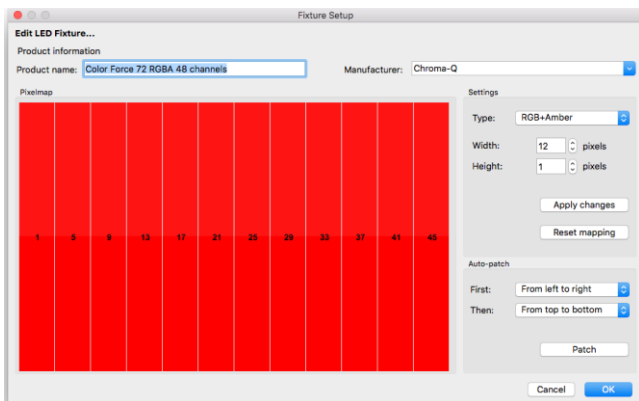 Fixture Setup
Edit LED Fixture...
Product information
Product name: Color Force 72 RGBA 48 channels Manufacturer: Chroma-Q
Pixelmap Settings
Type: RGB+Amber
Width: 12 pixels
Height: 1 pixels
Apply changes
1 5 9 13 17 21 25 29 33 37 41 45 Reset mapping
Auto-patch
First: From left to right
Then: From top to bottom
Patch
Cancel OK